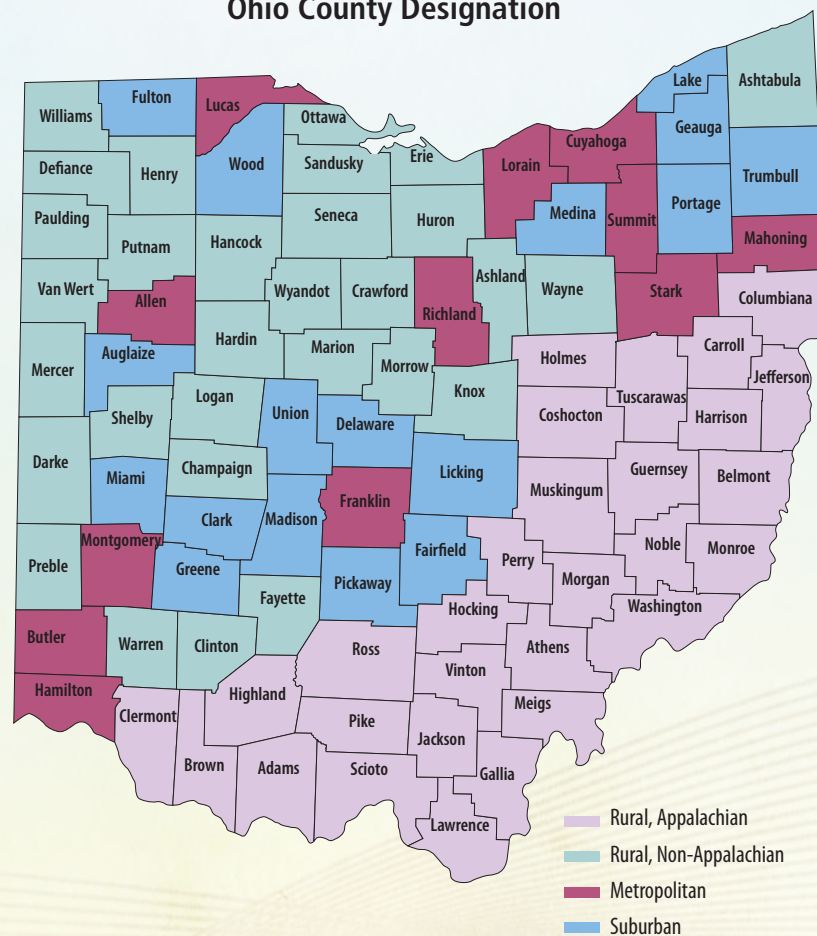 Ohio County Designation
Williams
Fulton
Lucas
Ottawa
Lake
Ashtabula
Geauga
Defiance
Henry
Wood
Sandusky
Erie
Lorain
Cuyahoga
Trumbull
Paulding
Putnam
Hancock
Seneca
Huron
Medina
Summit
Portage
Mahoning
Van Wert
Allen
Wyandot
Crawford
Richland
Ashland
Wayne
Stark
Columbiana
Mercer
Auglaize
Hardin
Marion
Morrow
Knox
Holmes
Tuscarawas
Carroll
Jefferson
Shelby
Logan
Union
Delaware
Coshocton
Harrison
Darke
Miami
Champaign
Licking
Muskingum
Guernsey
Belmont
Clark
Madison
Franklin
Preble
Montgomery
Greene
Fayette
Pickaway
Fairfield
Perry
Morgan
Noble
Monroe
Washington
Butler
Warren
Clinton
Ross
Hocking
Athens
Hamilton
Clermont
Highland
Pike
Vinton
Meigs
Brown
Adams
Scioto
Jackson
Gallia
Lawrence
Rural, Appalachian
Rural, Non-Appalachian
Metropolitan
Suburban